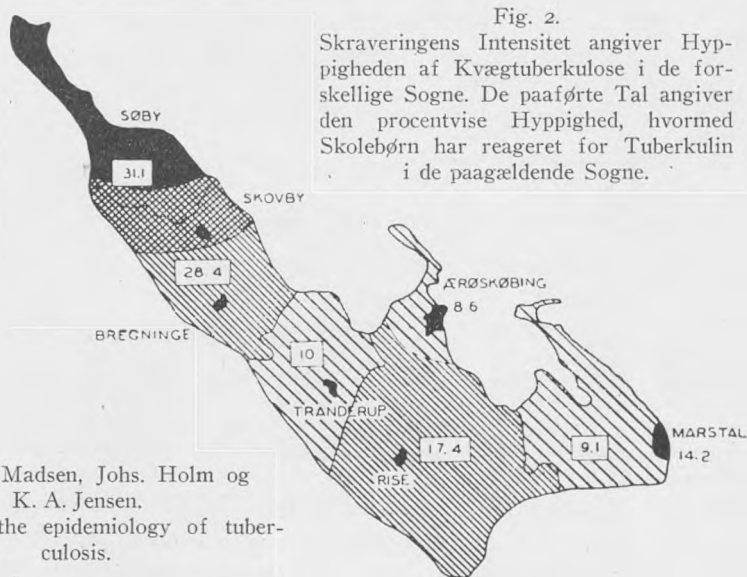 Fig. 2.
Skraveringens Intensitet angiver Hyp-
pigheden af Kvægtuberkulose i de for-
skellige Sogne. De paaførte Tal angiver
den procentvise Hyppighed, hvormed
Skolebørn har reageret for Tuberkulin
i de paagældende Sogne.
SØBY
31.1
SKOVBY
28.4
BREGNINGE
ÆRØSKØBING
8.6
10
TRANDERUP
17.4
RISE
9.1
MARSTAL
14.2
Madsen, Johs. Holm og
K. A. Jensen.
the epidemiology of tuber-
culosis.